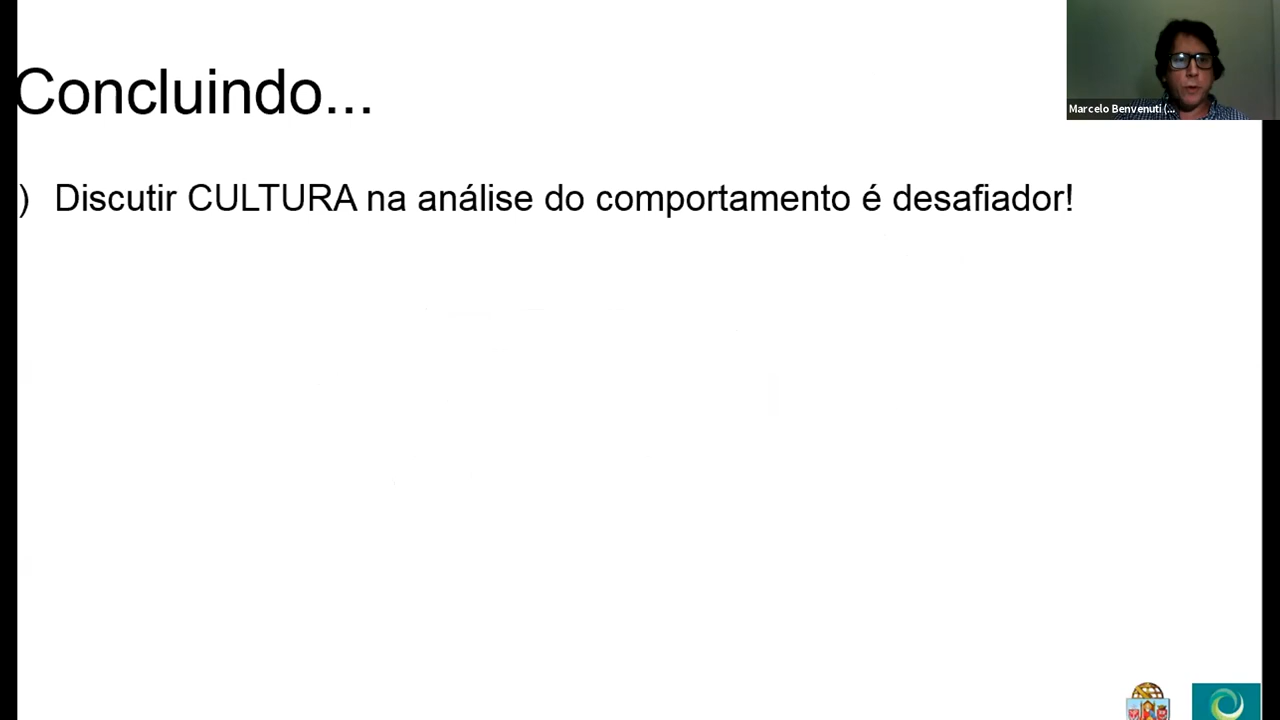 Concluindo...
) Discutir CULTURA na análise do comportamento é desafiador!
Marcelo Benvenuti (...